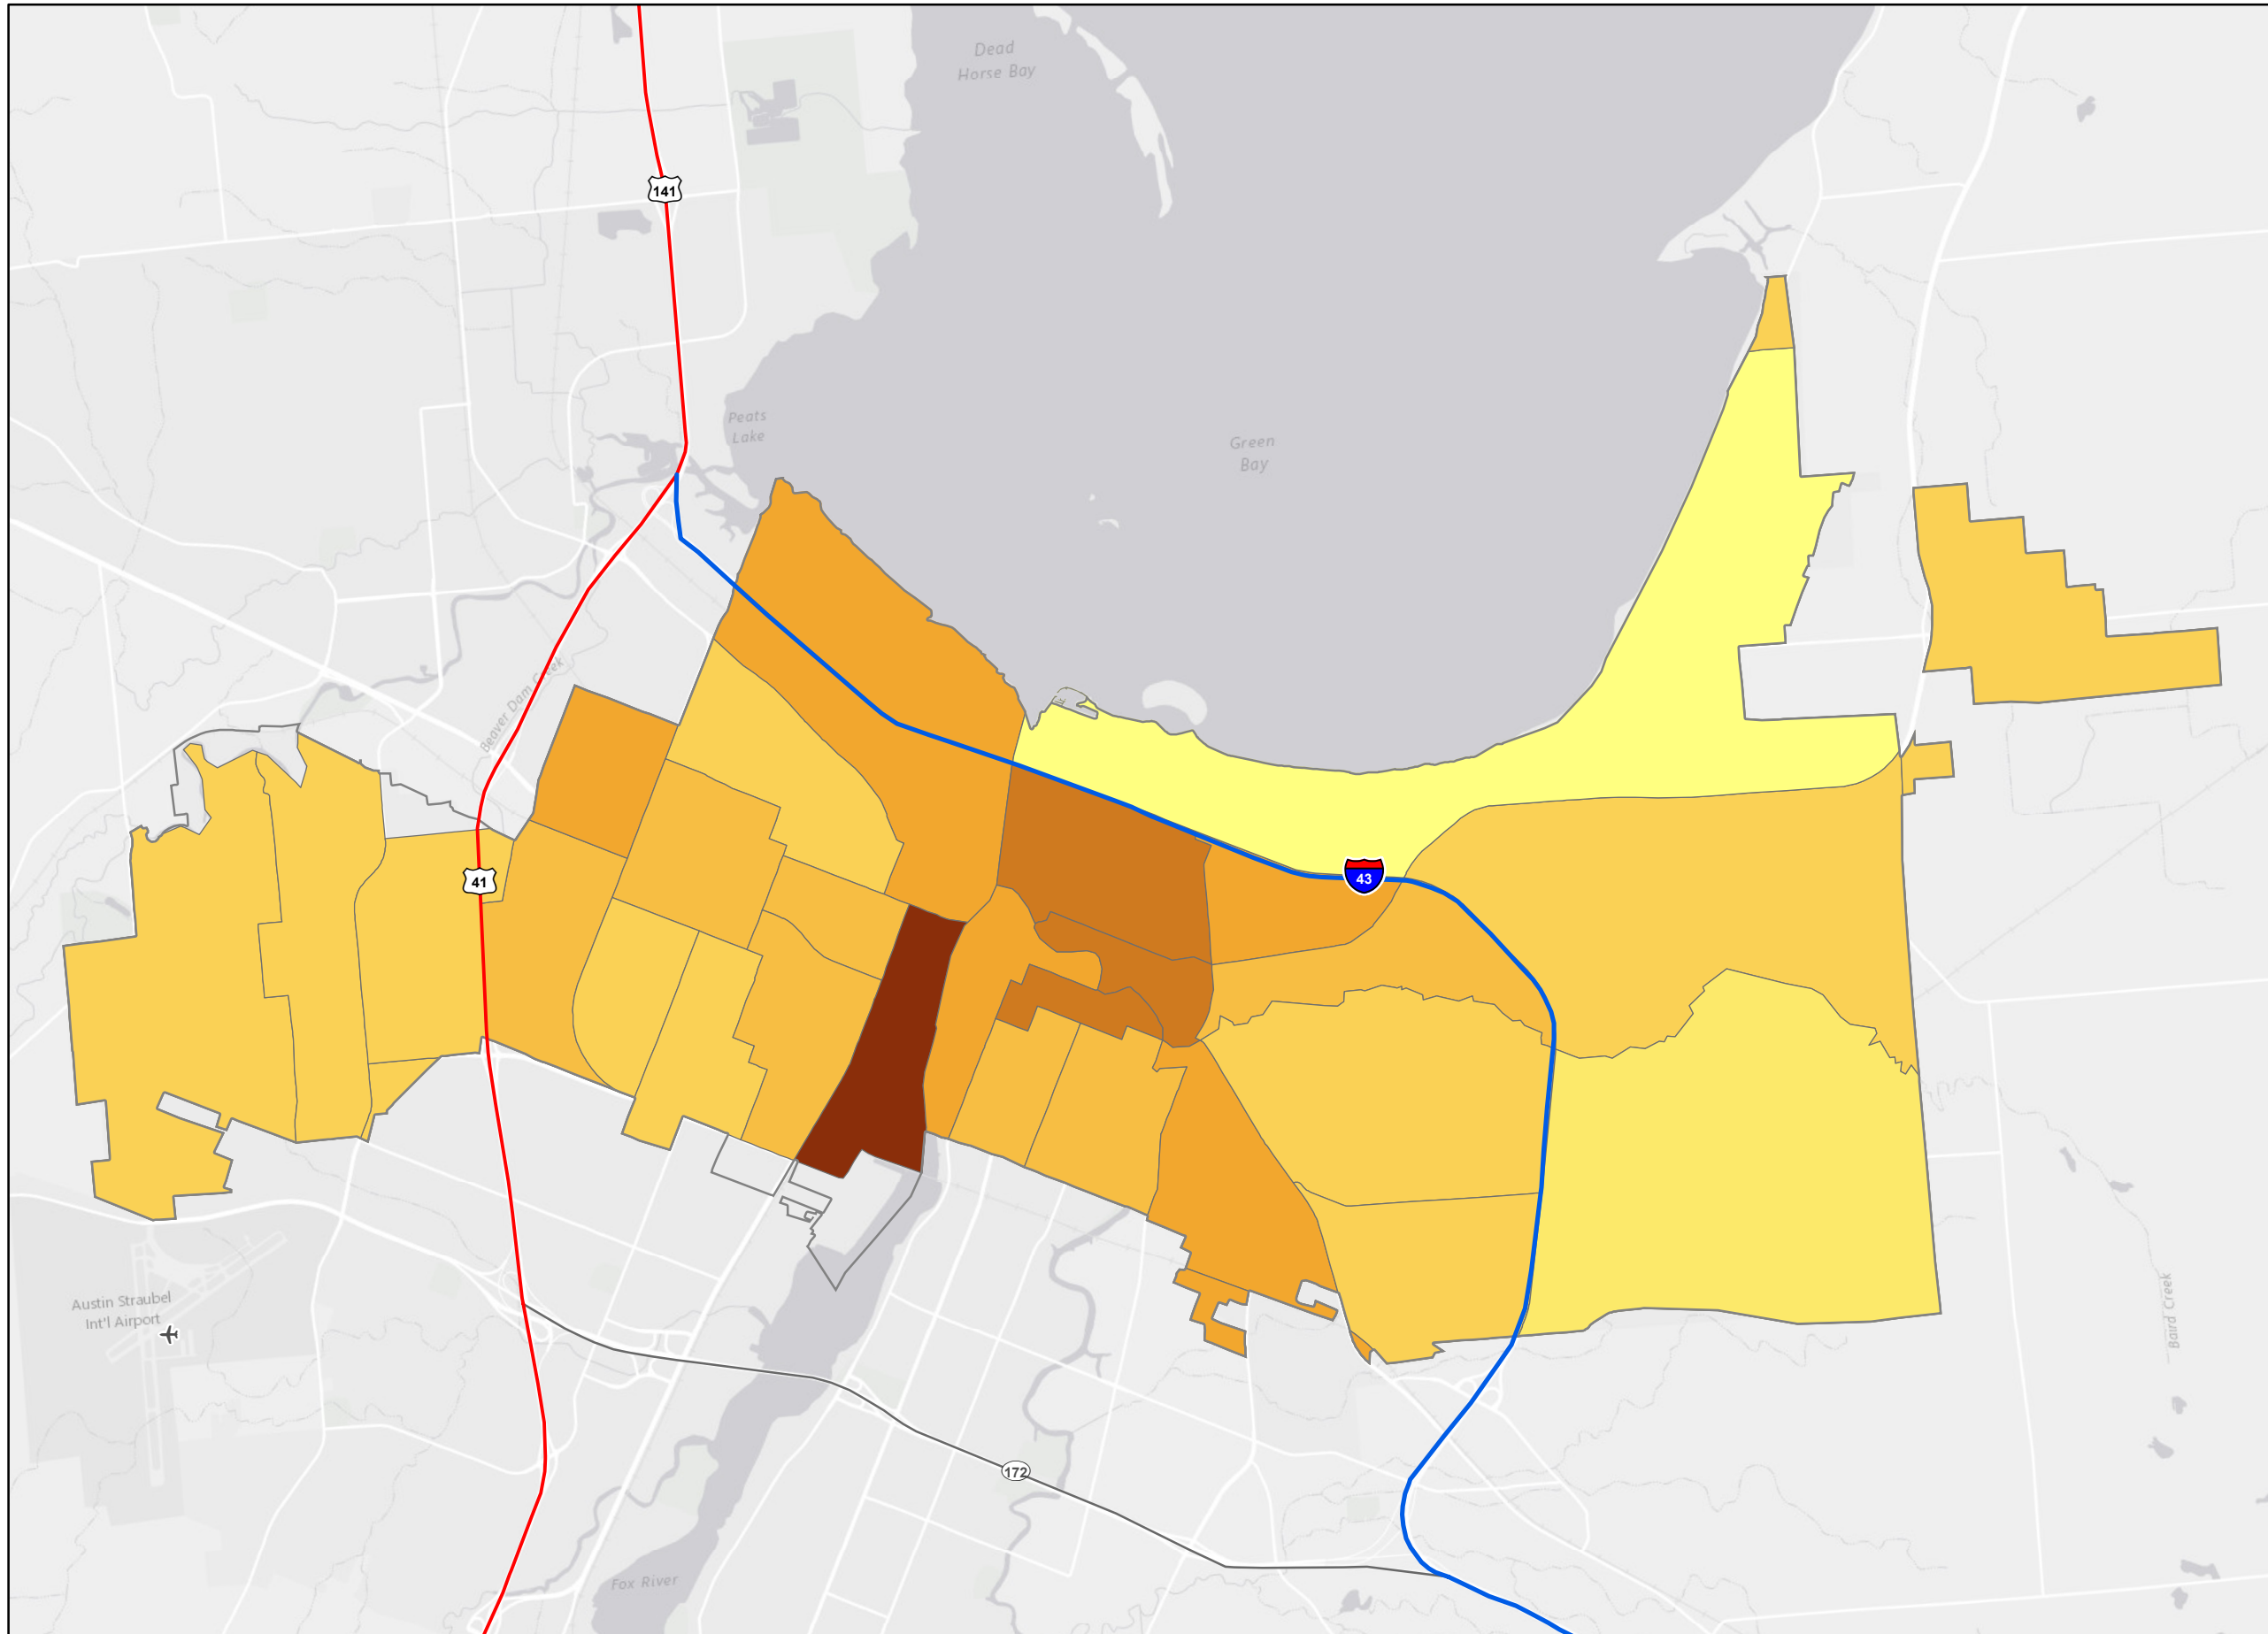 Dead
Horse Bay
141
Peats
Lake
Green
Bay
Beaver Dam Creek
41
43
Austin Straubel
Int'l Airport
Baird Creek
172
Fox River